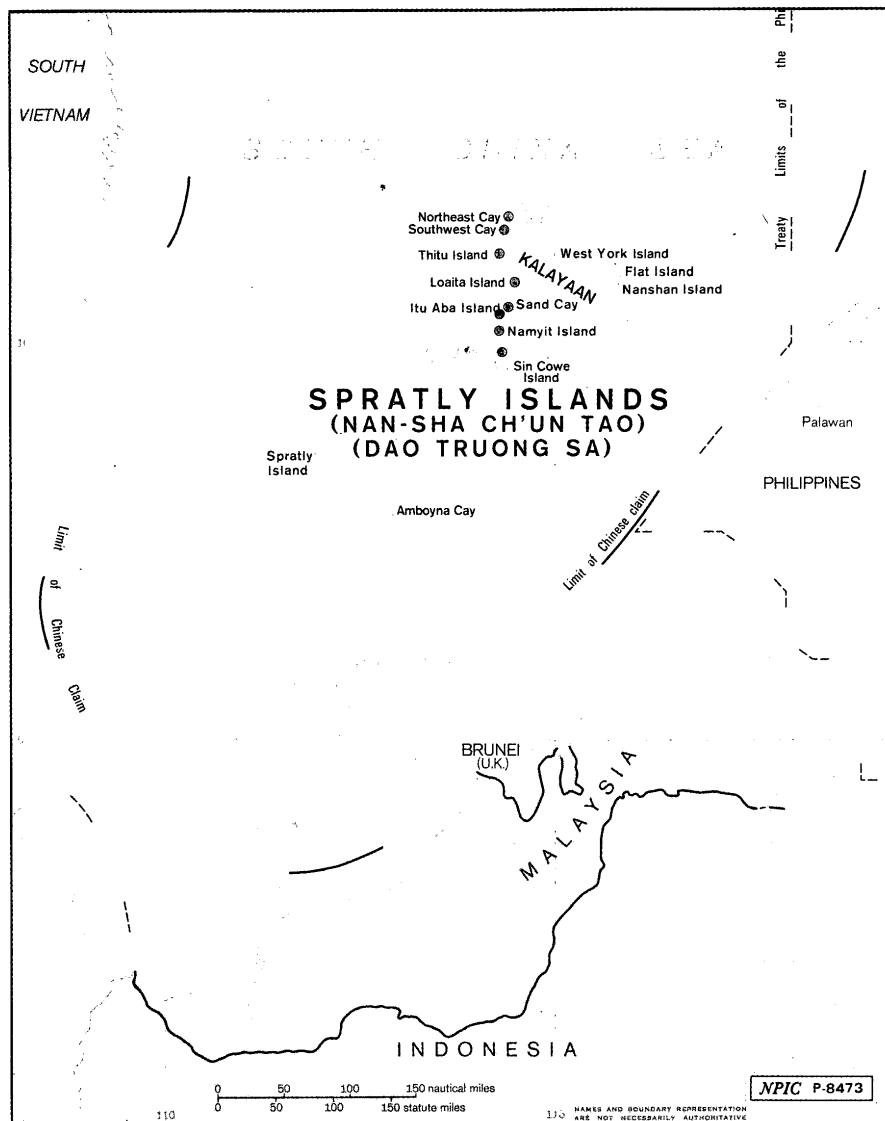 SOUTH
VIETNAM
Treaty Limits of the Phi
Northeast Cay
Southwest Cay
Thitu Island
West York Island
KALAYAAN
Flat Island
Loaita Island
Nanshan Island
Itu Aba Island
Sand Cay
Namyit Island
Sin Cowe
Island
SPRATLY ISLANDS
(NAN-SHA CH'UN TAO)
(DAO TRUONG SA)
Palawan
Spratly
Island
PHILIPPINES
Amboyna Cay
Limit of Chinese claim
Limit of Chinese Claim
BRUNEI
(U.K.)
MALAYSIA
INDONESIA
0 50 100 150 nautical miles
0 50 100 150 statute miles
NPIC P-8473
110
NAMES AND BOUNDARY REPRESENTATION
ARE NOT NECESSARILY AUTHORITATIVE